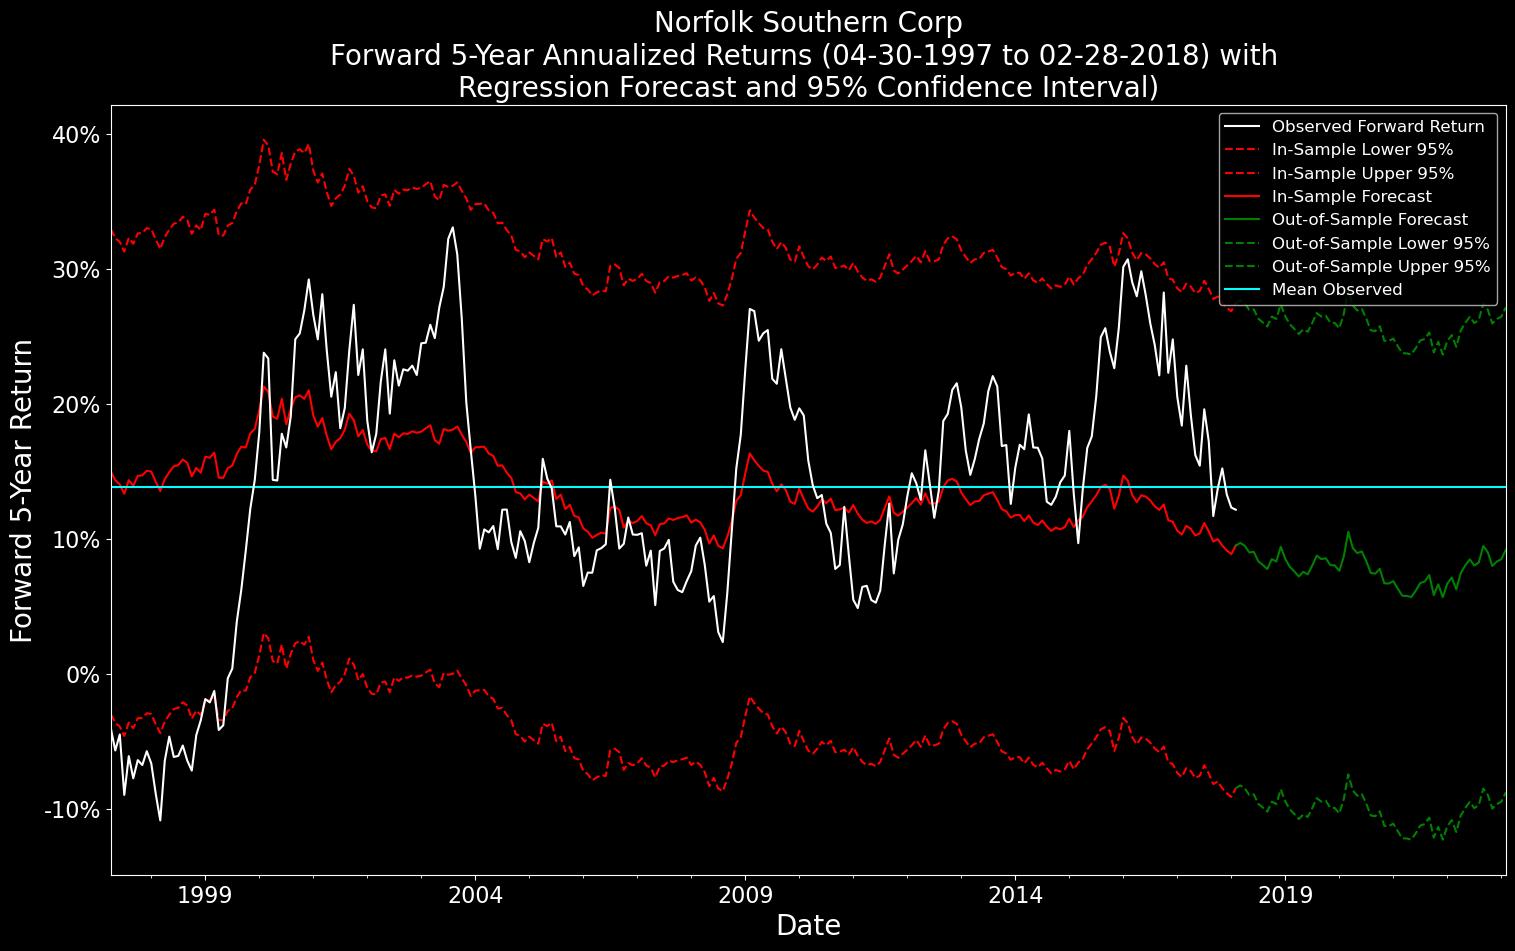 Norfolk Southern Corp
Forward 5-Year Annualized Returns (04-30-1997 to 02-28-2018) with
Regression Forecast and 95% Confidence Interval)
Forward 5-Year Return
40%
30%
20%
10%
0%
-10%
Observed Forward Return
In-Sample Lower 95%
In-Sample Upper 95%
In-Sample Forecast
Out-of-Sample Forecast
Out-of-Sample Lower 95%
Out-of-Sample Upper 95%
Mean Observed
1999 2004 2009 2014 2019
Date